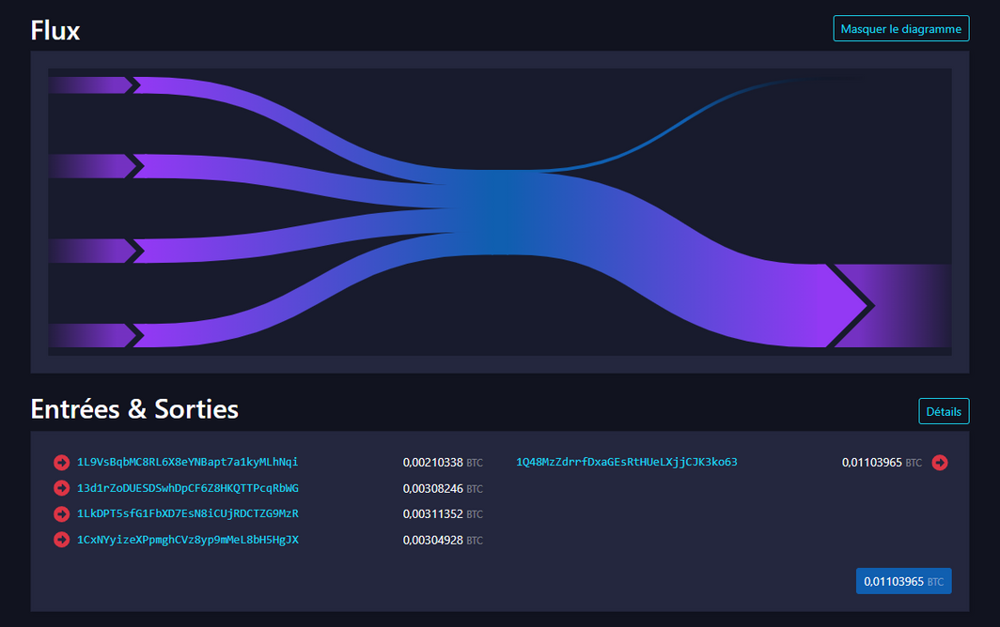 Flux
Masquer le diagramme
Entrées & Sorties
Détails
1L9VsBqbMC8RL6X8eYNBapt7a1kyMLhNqi 0,00210338 BTC 1Q48MzZdrrfDxaGEsRtHUeLXjjCJK3ko63 0,01103965 BTC
13d1rZoDUESDSwhDpCF6Z8HKQTTPcqRbWG 0,00308246 BTC
1LkDPT5sfG1FbXD7EsN8iCUjRDCTZG9MzR 0,00311352 BTC
1CxNYyizeXPpmghCVz8yp9mMeL8bH5HgJX 0,00304928 BTC
0,01103965 BTC